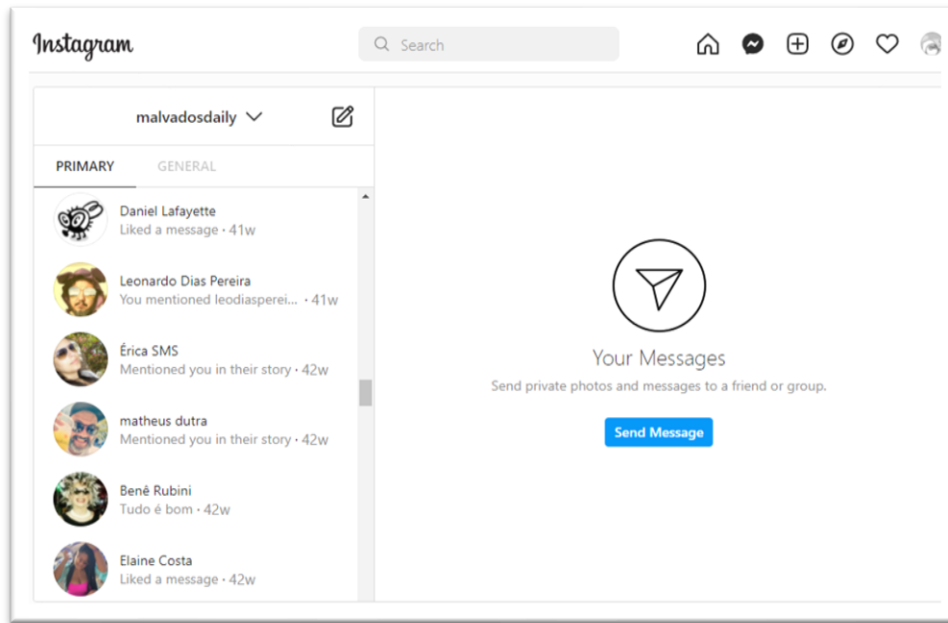 Instagram
Search
malvadosdaily
PRIMARY GENERAL
Daniel Lafayette
Liked a message · 41w
Leonardo Dias Pereira
You mentioned leodiasperei... · 41w
Érica SMS
Mentioned you in their story · 42w
matheus dutra
Mentioned you in their story · 42w
Benê Rubini
Tudo é bom · 42w
Elaine Costa
Liked a message · 42w
Your Messages
Send private photos and messages to a friend or group.
Send Message